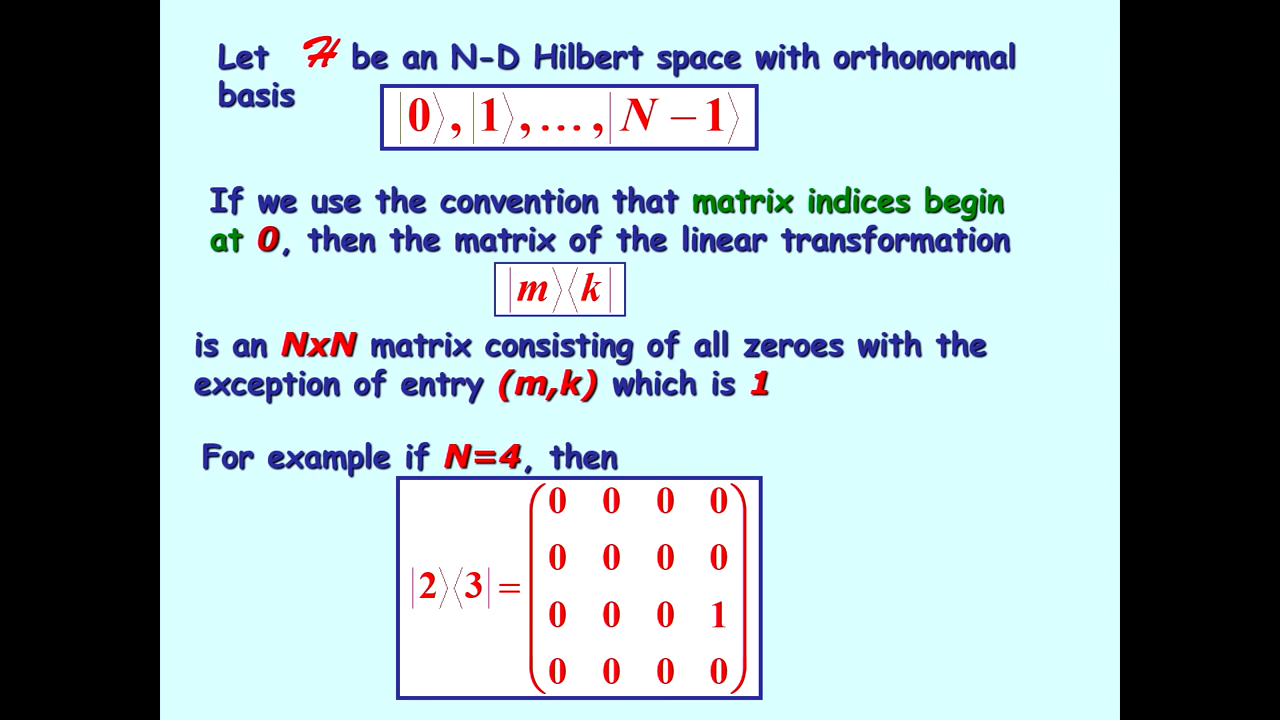 Let ℋ be an N-D Hilbert space with orthonormal
basis
|0⟩, |1⟩, …, |N – 1⟩
If we use the convention that matrix indices begin
at 0, then the matrix of the linear transformation
|m⟩⟨k|
is an NxN matrix consisting of all zeroes with the
exception of entry (m,k) which is 1
For example if N=4, then
0 0 0 0
0 0 0 0
|2⟩⟨3| =
0 0 0 1
0 0 0 0